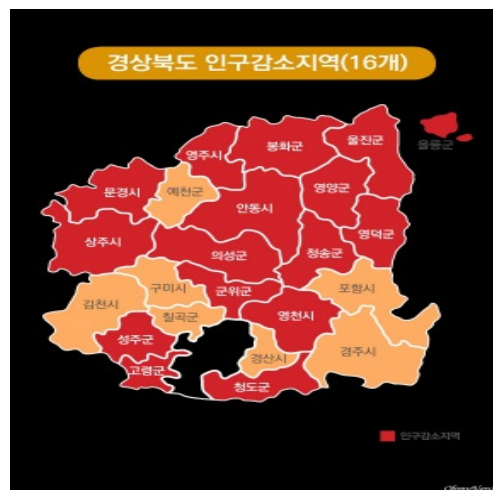 경상북도 인구감소지역(16개)
울릉군
울진군
봉화군
영주시
문경시
예천군
영양군
안동시
영덕군
상주시
의성군
청송군
구미시
군위군
포항시
김천시
칠곡군
영천시
성주군
경산시
경주시
고령군
청도군
인구감소지역